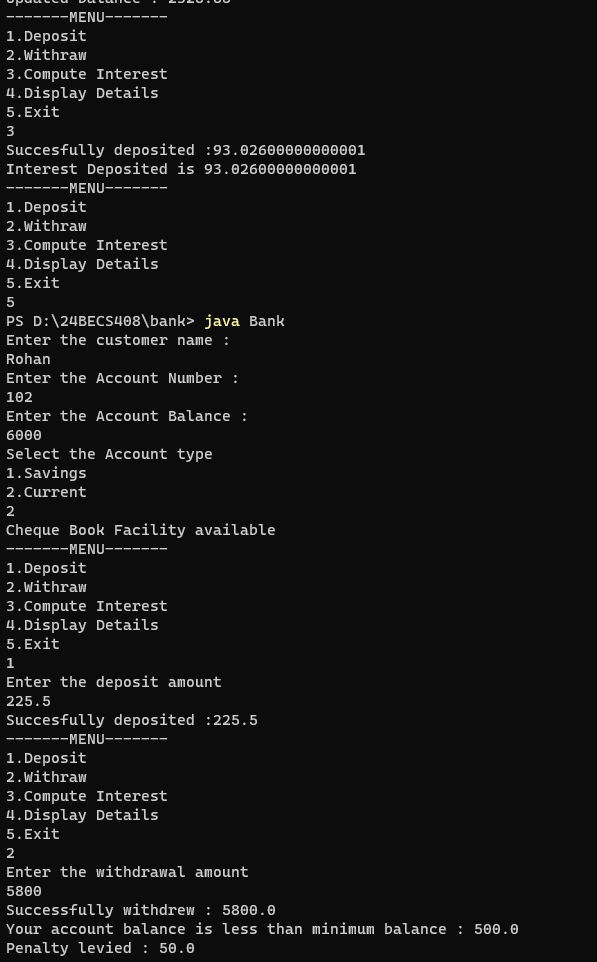 Updated Balance : 2326.66
-------MENU-------
1.Deposit
2.Withraw
3.Compute Interest
4.Display Details
5.Exit
3
Succesfully deposited :93.02600000000001
Interest Deposited is 93.02600000000001
-------MENU-------
1.Deposit
2.Withraw
3.Compute Interest
4.Display Details
5.Exit
5
PS D:\24BECS408\bank> java Bank
Enter the customer name :
Rohan
Enter the Account Number :
102
Enter the Account Balance :
6000
Select the Account type
1.Savings
2.Current
2
Cheque Book Facility available
-------MENU-------
1.Deposit
2.Withraw
3.Compute Interest
4.Display Details
5.Exit
1
Enter the deposit amount
225.5
Succesfully deposited :225.5
-------MENU-------
1.Deposit
2.Withraw
3.Compute Interest
4.Display Details
5.Exit
2
Enter the withdrawal amount
5800
Successfully withdrew : 5800.0
Your account balance is less than minimum balance : 500.0
Penalty levied : 50.0